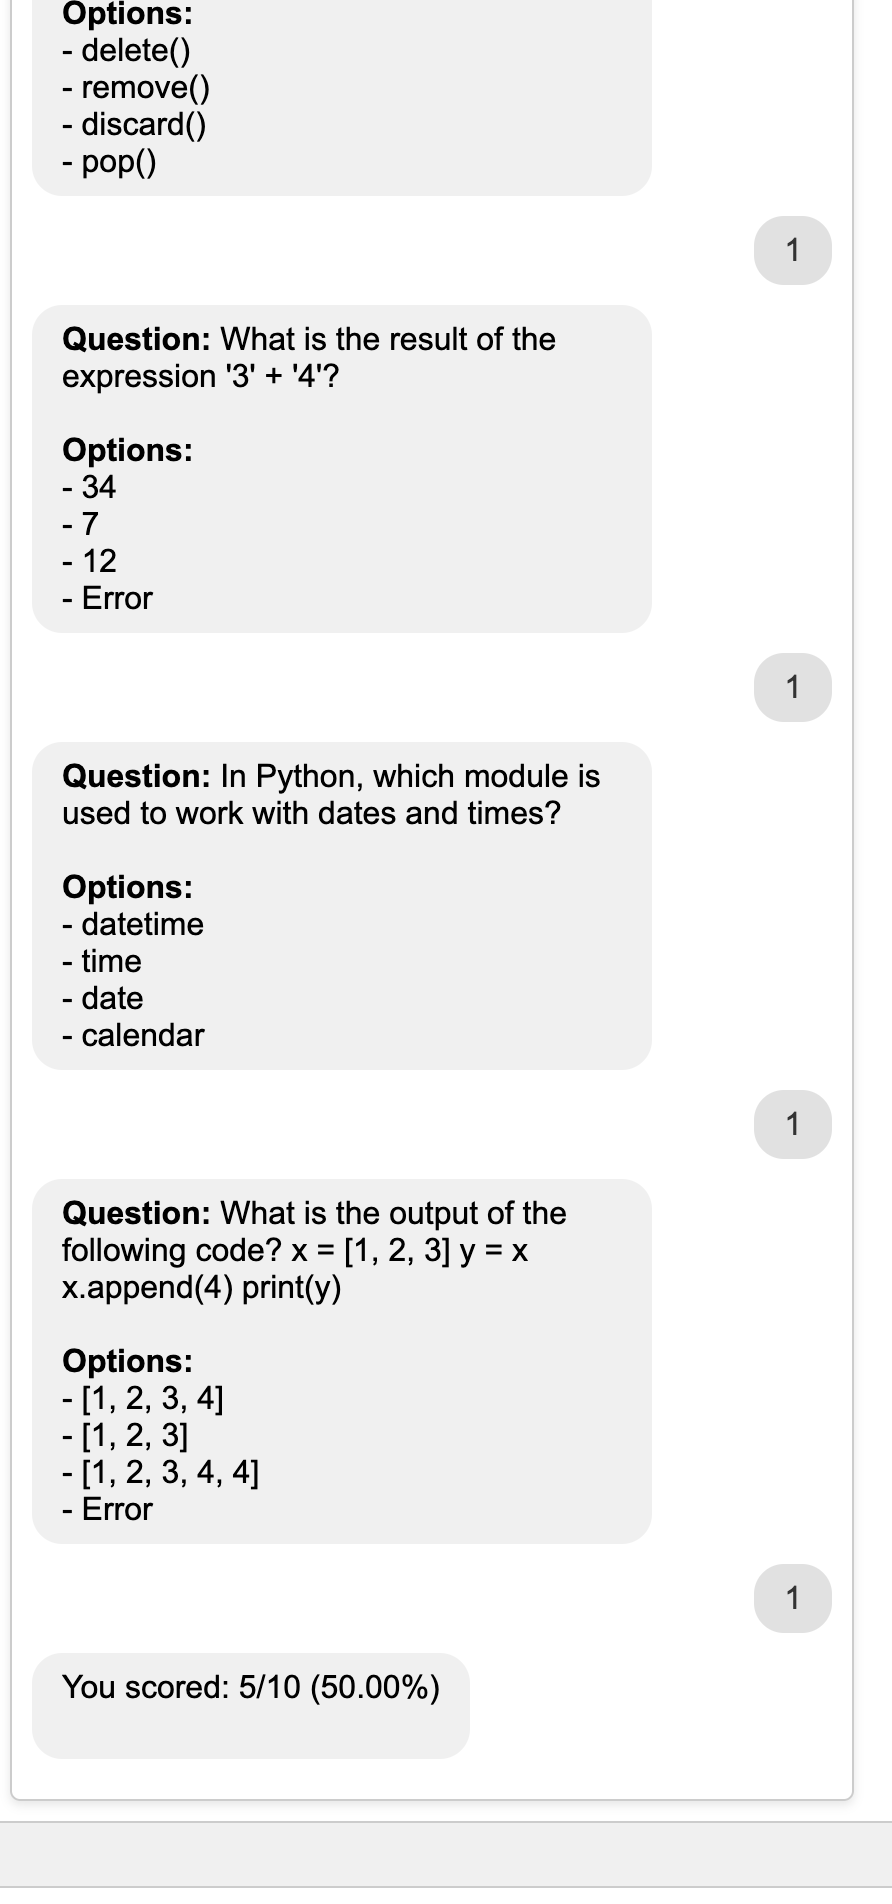 Options:
- delete()
- remove()
- discard()
- pop()
1
Question: What is the result of the
expression '3' + '4'?
Options:
- 34
- 7
- 12
- Error
1
Question: In Python, which module is
used to work with dates and times?
Options:
- datetime
- time
- date
- calendar
1
Question: What is the output of the
following code? x = [1, 2, 3] y = x
x.append(4) print(y)
Options:
- [1, 2, 3, 4]
- [1, 2, 3]
- [1, 2, 3, 4, 4]
- Error
1
You scored: 5/10 (50.00%)